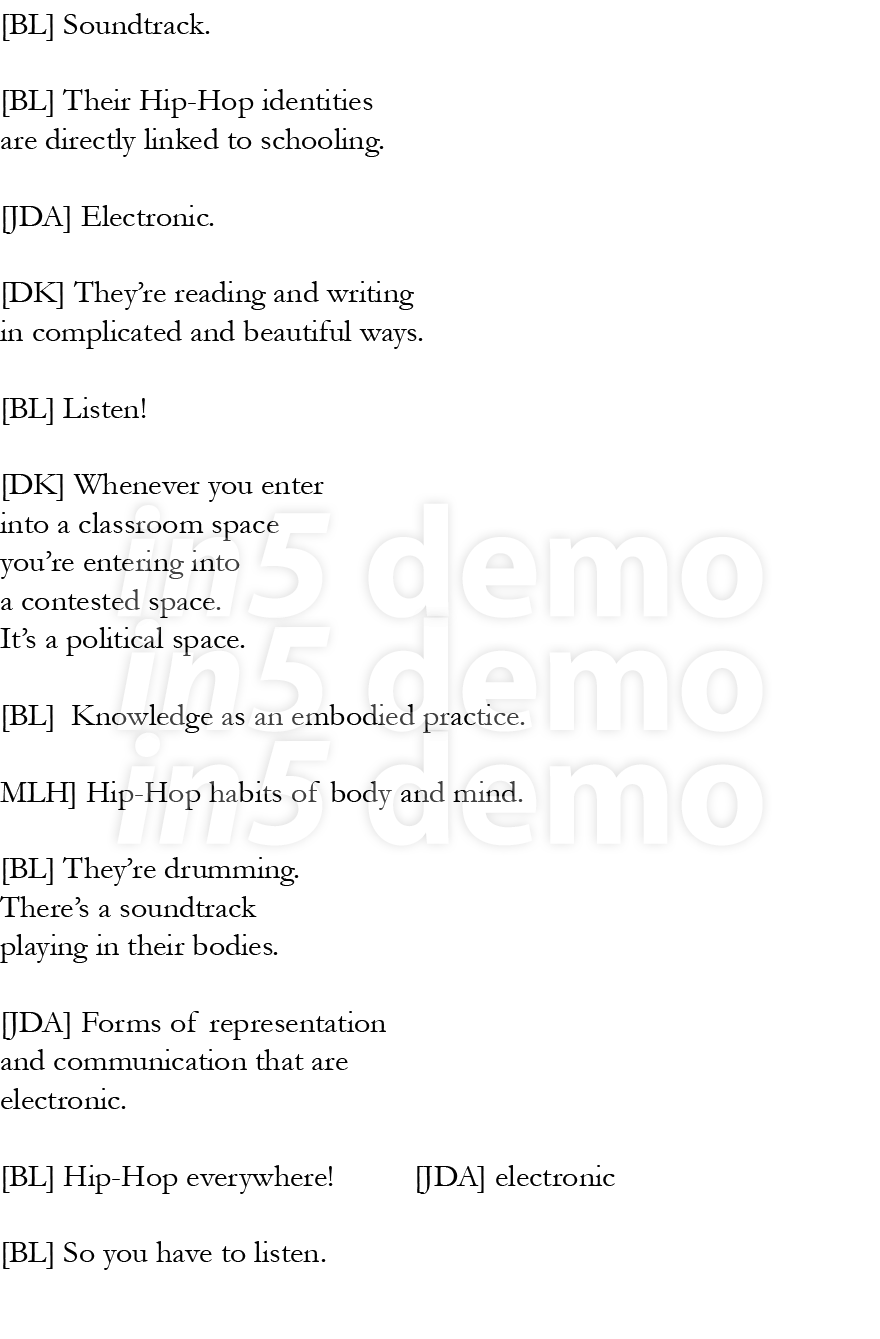 [BL] Soundtrack.
[BL] Their Hip-Hop identities
are directly linked to schooling.
[JDA] Electronic.
[DK] They’re reading and writing
in complicated and beautiful ways.
[BL] Listen!
[DK] Whenever you enter
into a classroom space
you’re entering into
a contested space.
It’s a political space.
[BL]  Knowledge as an embodied practice.
MLH] Hip-Hop habits of body and mind.
[BL] They’re drumming.
There’s a soundtrack
playing in their bodies.
[JDA] Forms of representation
and communication that are
electronic.
[BL] Hip-Hop everywhere! [JDA] electronic
[BL] So you have to listen.
in5 demo
in5 demo
in5 demo